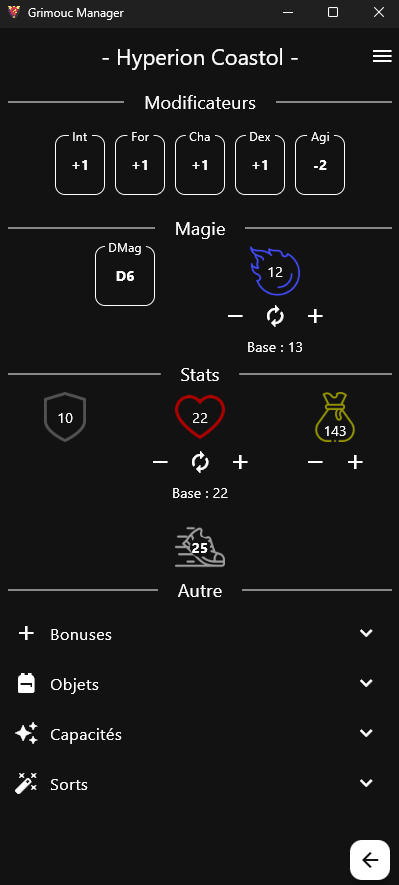 Grimouc Manager
- Hyperion Coastol -
Modificateurs
Int For Cha Dex Agi
+1 +1 +1 +1 -2
Magie
DMag
D6 12
Base : 13
Stats
10 22 143
Base : 22
25
Autre
Bonuses
Objets
Capacités
Sorts